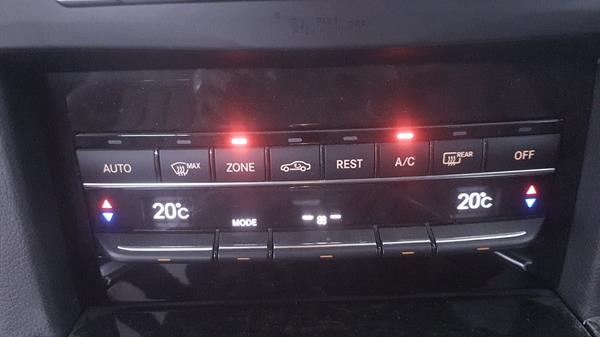 AUTO MAX ZONE REST A/C REAR OFF
20°C MODE 20°C